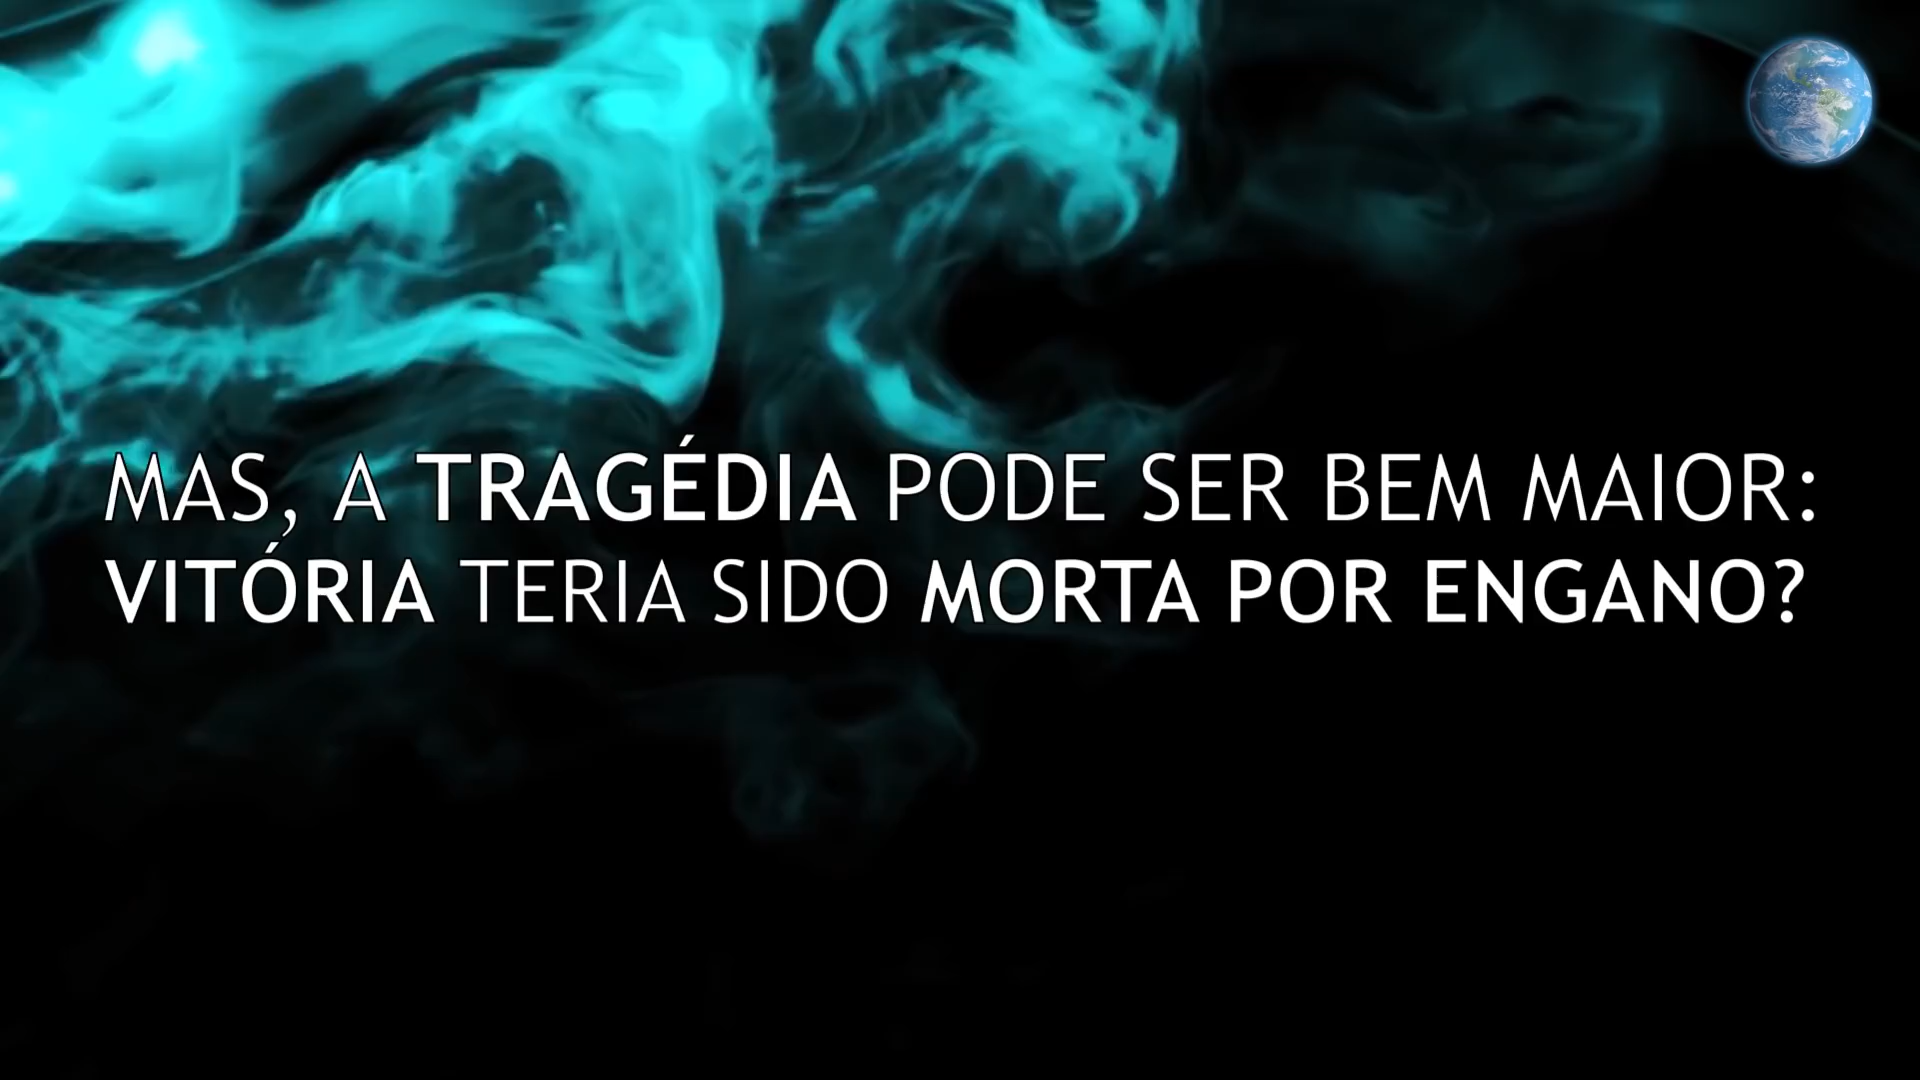 MAS, A TRAGÉDIA PODE SER BEM MAIOR:
VITÓRIA TERIA SIDO MORTA POR ENGANO?